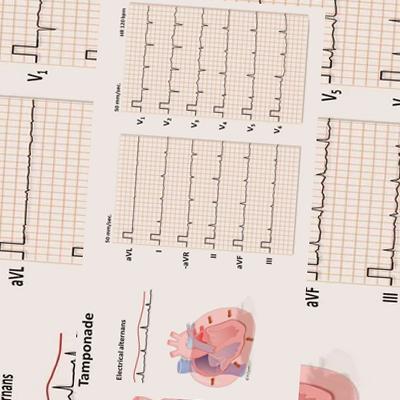 HR 120 bpm
50 mm/sec.
V1
V2
V3
V4
V5
V6
V1
V5
50 mm/sec.
aVL
I
-aVR
II
aVF
III
aVL
aVF
III
Electrical alternans
Tamponade